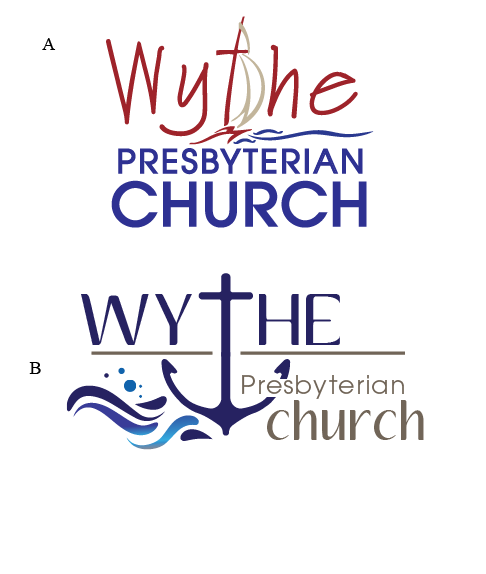 A
Wythe
PRESBYTERIAN
CHURCH
B
WYTHE
Presbyterian
church